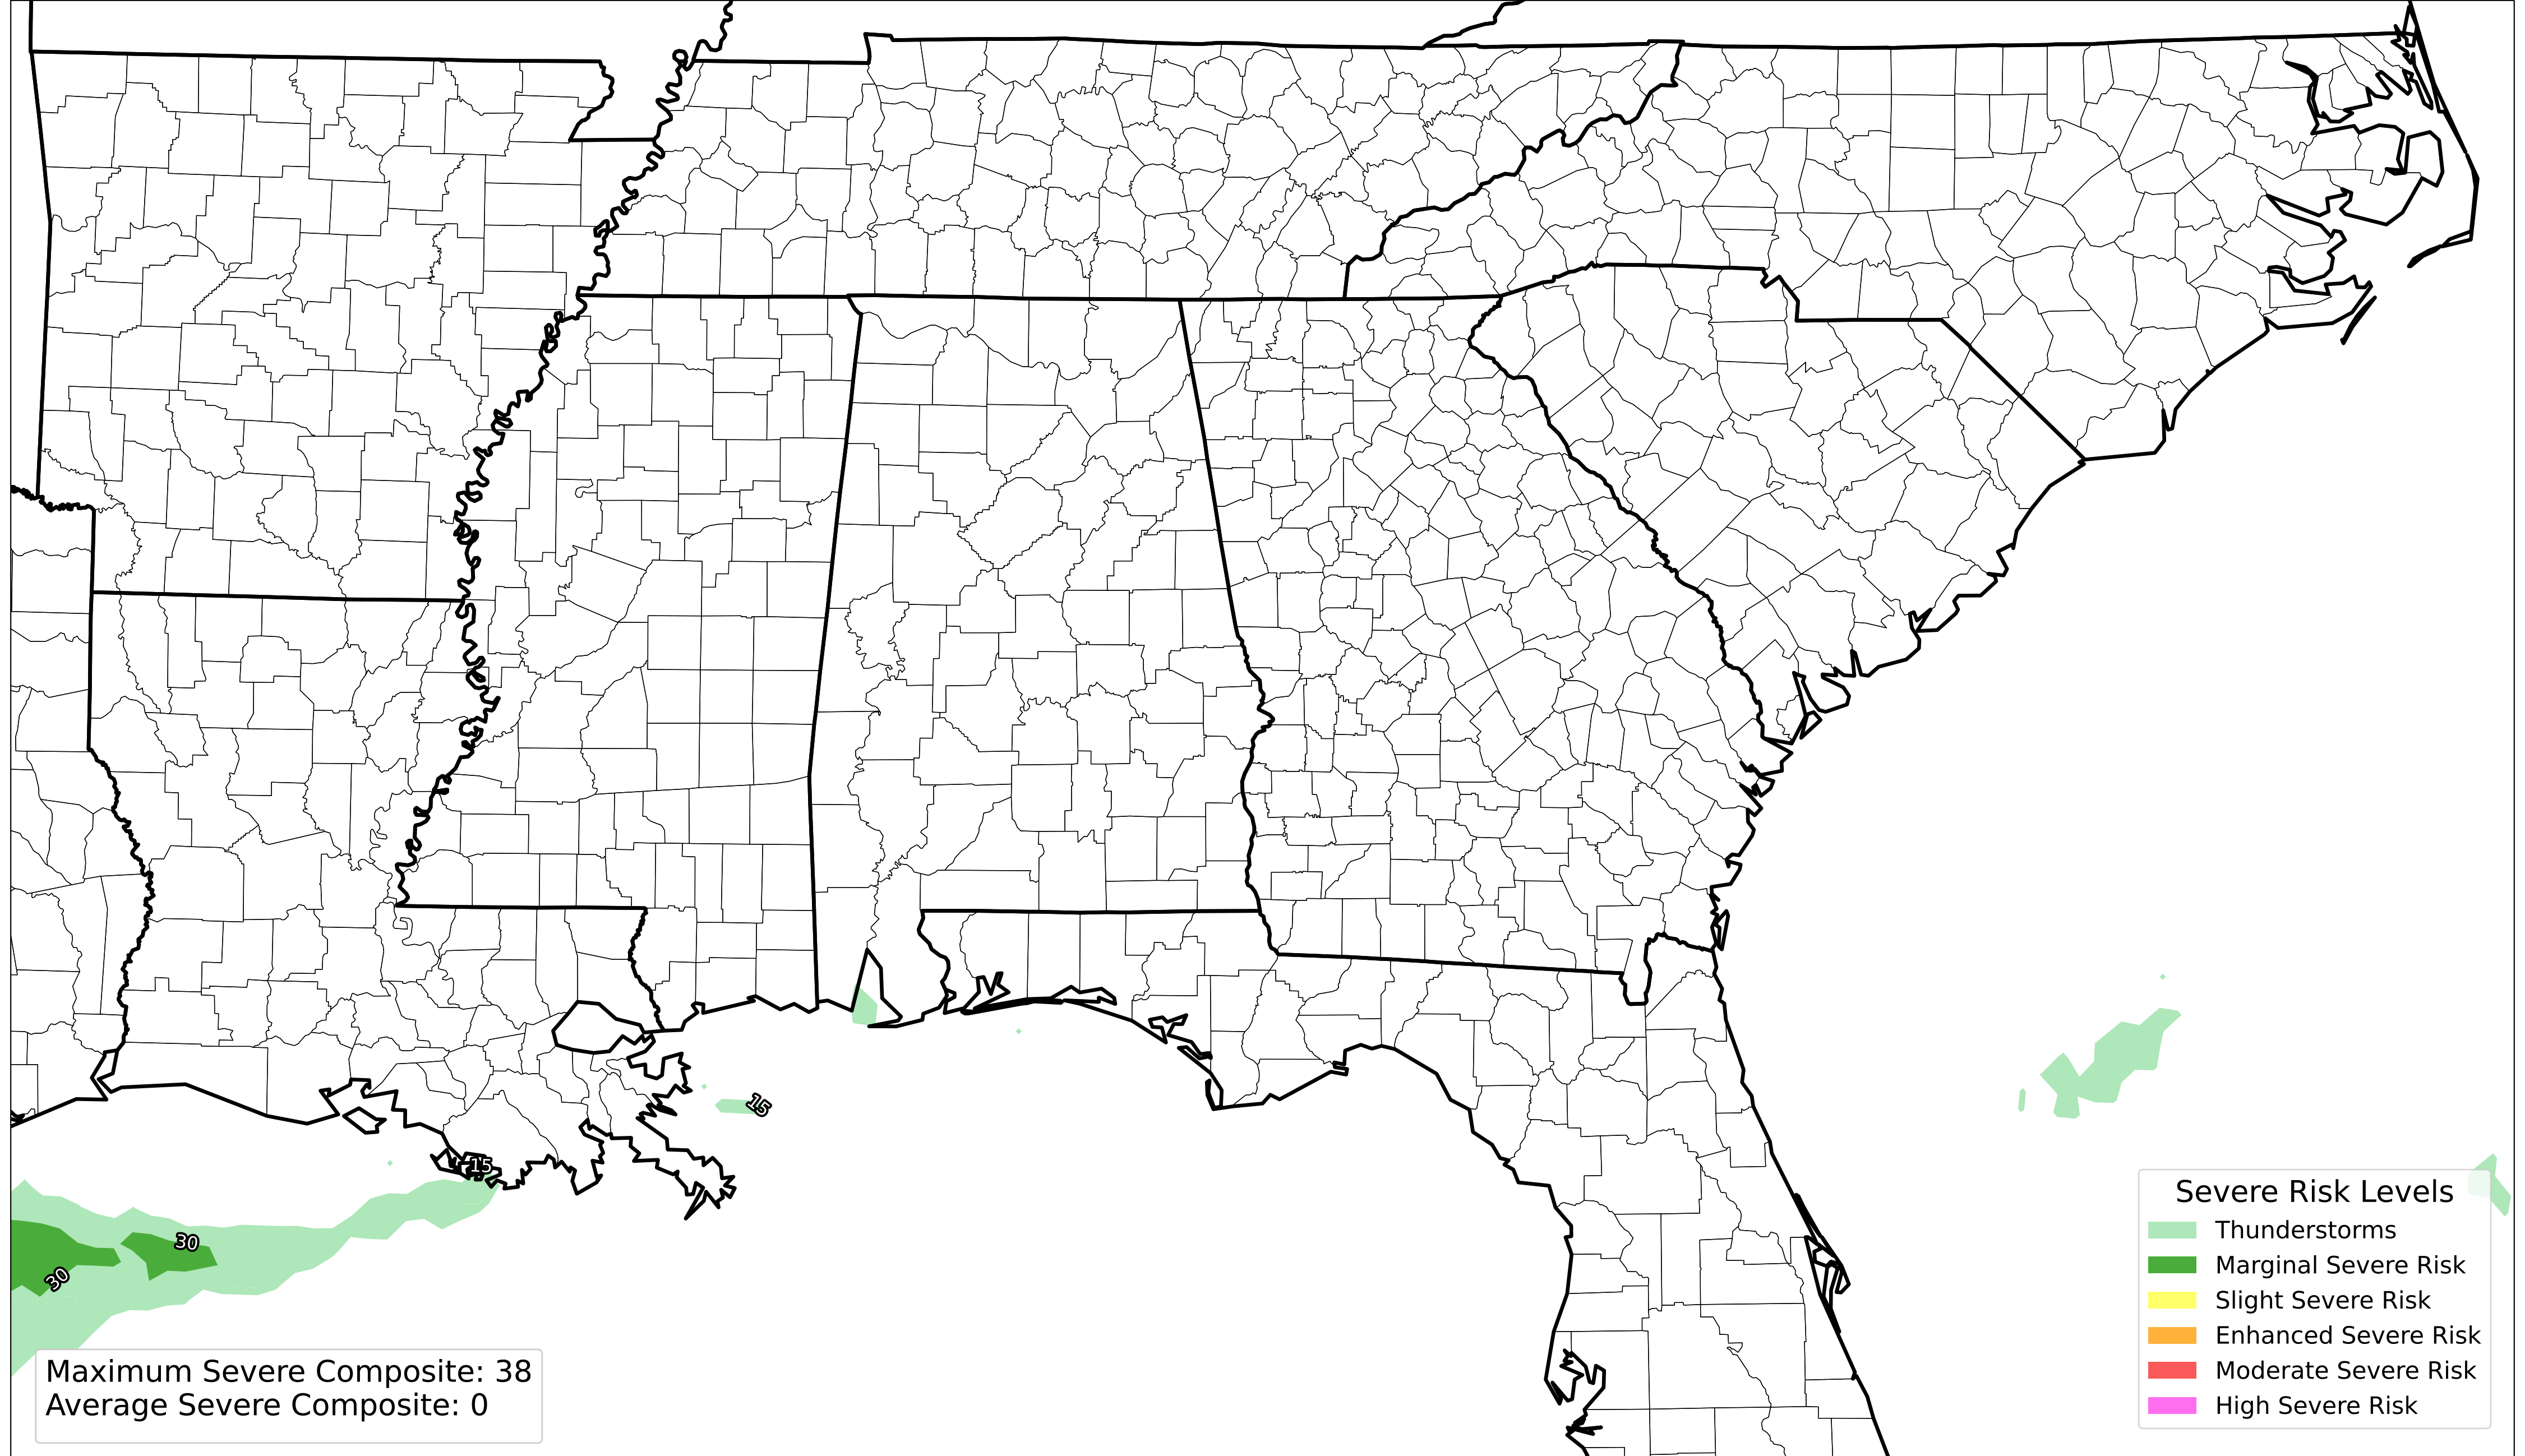 15
15
30
30
Severe Risk Levels
Thunderstorms
Marginal Severe Risk
Slight Severe Risk
Enhanced Severe Risk
Moderate Severe Risk
High Severe Risk
Maximum Severe Composite: 38
Average Severe Composite: 0